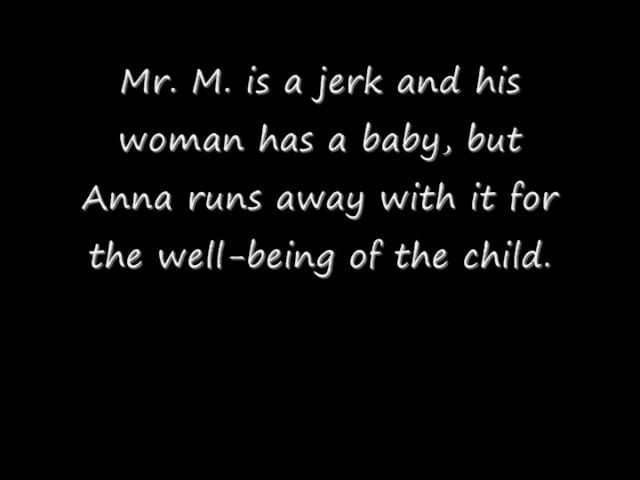 Mr. M. is a jerk and his
woman has a baby, but
Anna runs away with it for
the well-being of the child.